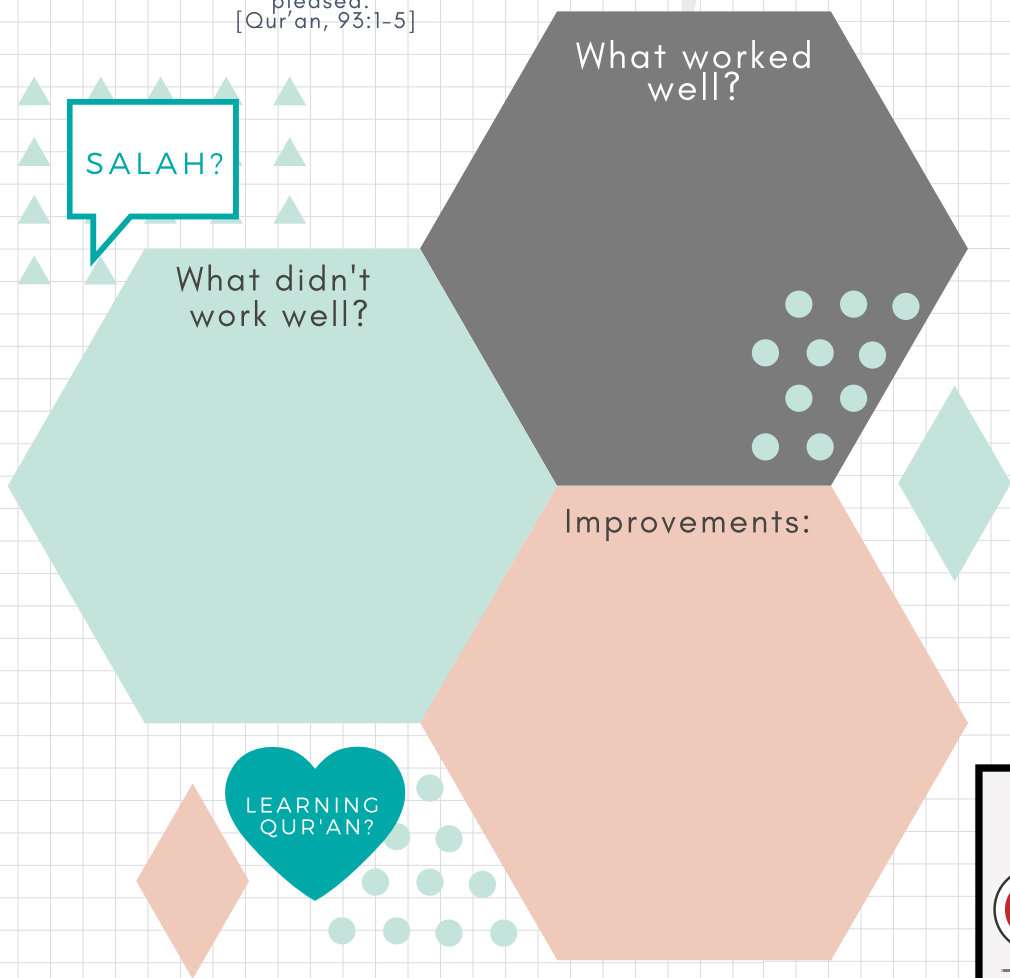 pleased.
[Qur’an, 93:1-5]
What worked
well?
SALAH?
What didn't
work well?
Improvements:
LEARNING
QUR'AN?